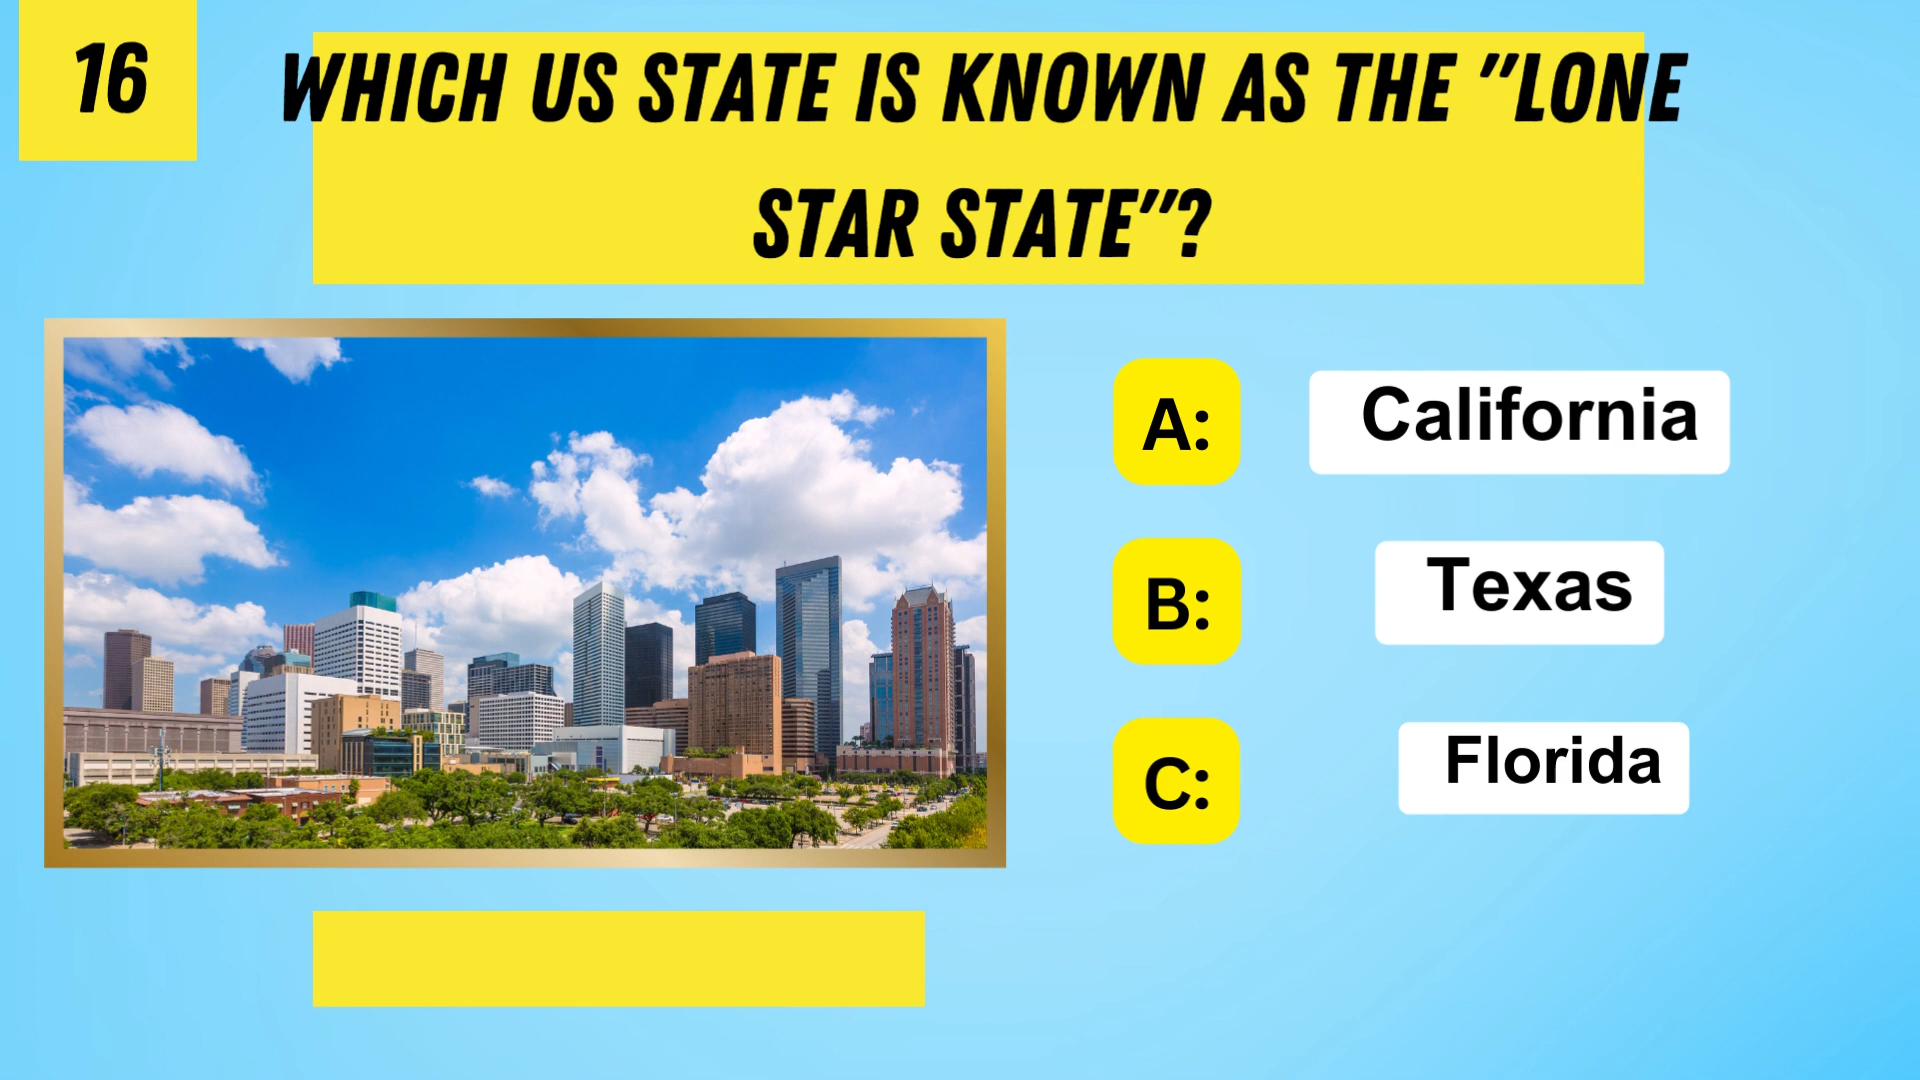 16
WHICH US STATE IS KNOWN AS THE "LONE
STAR STATE"?
A: California
B: Texas
C: Florida